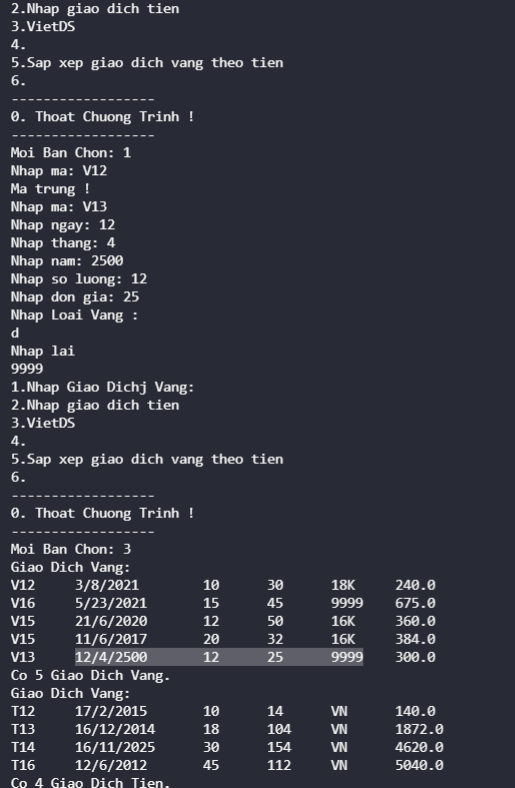 2.Nhap giao dich tien
3.VietDS
4.
5.Sap xep giao dich vang theo tien
6.
------------------
0. Thoat Chuong Trinh !
------------------
Moi Ban Chon: 1
Nhap ma: V12
Ma trung !
Nhap ma: V13
Nhap ngay: 12
Nhap thang: 4
Nhap nam: 2500
Nhap so luong: 12
Nhap don gia: 25
Nhap Loai Vang :
d
Nhap lai
9999
1.Nhap Giao Dichj Vang:
2.Nhap giao dich tien
3.VietDS
4.
5.Sap xep giao dich vang theo tien
6.
------------------
0. Thoat Chuong Trinh !
------------------
Moi Ban Chon: 3
Giao Dich Vang:
V12 3/8/2021 10 30 18K 240.0
V16 5/23/2021 15 45 9999 675.0
V15 21/6/2020 12 50 16K 360.0
V15 11/6/2017 20 32 16K 384.0
V13 12/4/2500 12 25 9999 300.0
Co 5 Giao Dich Vang.
Giao Dich Vang:
T12 17/2/2015 10 14 VN 140.0
T13 16/12/2014 18 104 VN 1872.0
T14 16/11/2025 30 154 VN 4620.0
T16 12/6/2012 45 112 VN 5040.0
Co 4 Giao Dich Tien.